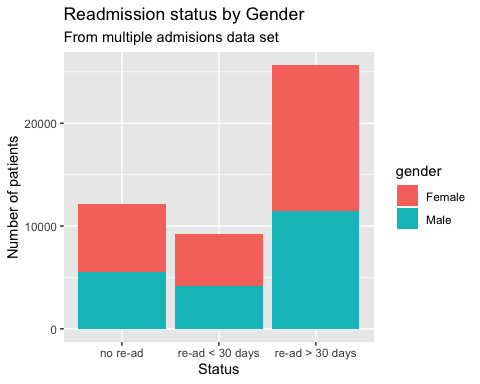 Readmission status by Gender
From multiple admisions data set
Number of patients
20000
10000
0
no re-ad
re-ad < 30 days
re-ad > 30 days
Status
gender
Female
Male